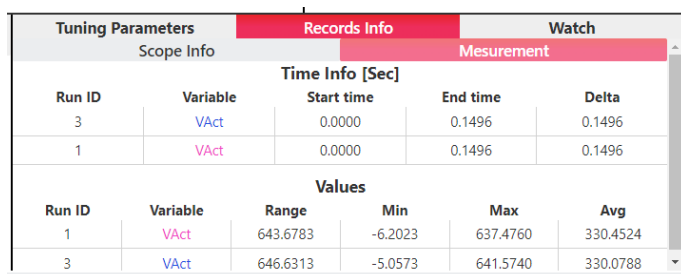 Tuning Parameters Records Info Watch
Scope Info Mesurement
Time Info [Sec]
Run ID Variable Start time End time Delta
3 VAct 0.0000 0.1496 0.1496
1 VAct 0.0000 0.1496 0.1496
Values
Run ID Variable Range Min Max Avg
1 VAct 643.6783 -6.2023 637.4760 330.4524
3 VAct 646.6313 -5.0573 641.5740 330.0788